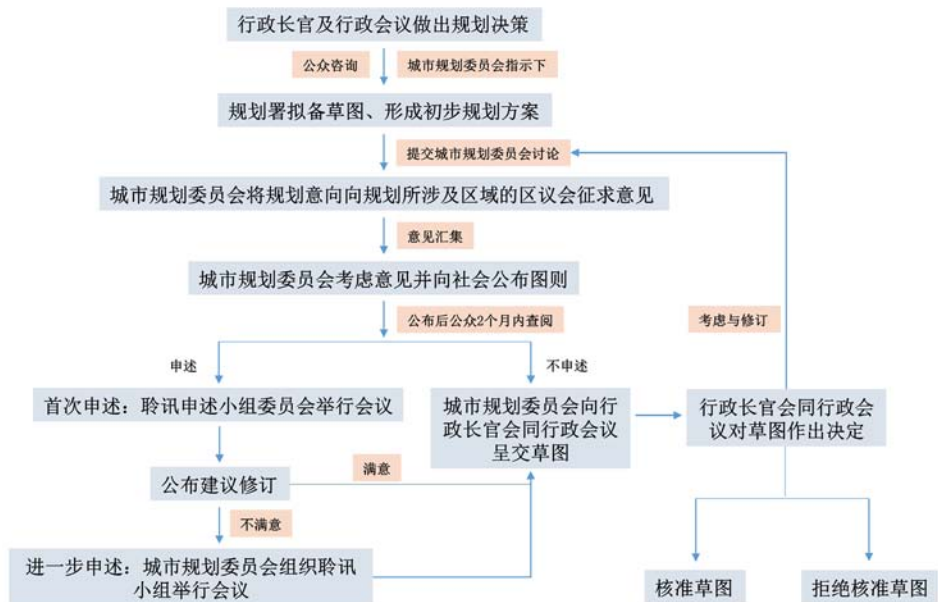 行政长官及行政会议做出规划决策
公众咨询
城市规划委员会指示下
规划署拟备草图、形成初步规划方案
提交城市规划委员会讨论
城市规划委员会将规划意向向规划所涉及区域的区议会征求意见
意见汇集
城市规划委员会考虑意见并向社会公布图则
公布后公众2个月内查阅
考虑与修订
申述
不申述
首次申述：聆讯申述小组委员会举行会议
城市规划委员会向行
政长官会同行政会议
呈交草图
行政长官会同行政会
议对草图作出决定
公布建议修订
满意
不满意
进一步申述：城市规划委员会组织聆讯
小组举行会议
核准草图
拒绝核准草图